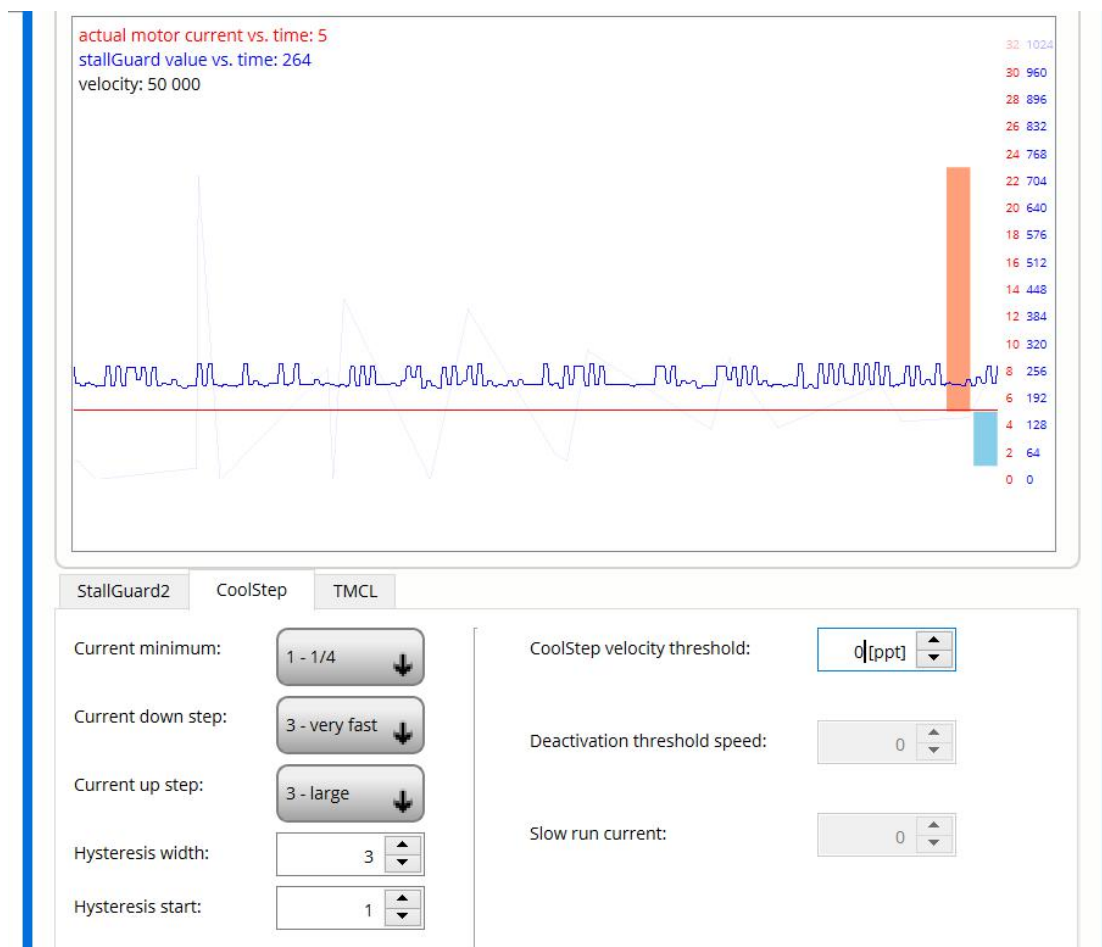 actual motor current vs. time: 5
stallGuard value vs. time: 264
velocity: 50 000
32 1024
30 960
28 896
26 832
24 768
22 704
20 640
18 576
16 512
14 448
12 384
10 320
8 256
6 192
4 128
2 64
0 0
StallGuard2 CoolStep TMCL
Current minimum: 1 - 1/4 CoolStep velocity threshold: 0 [ppt]
Current down step: 3 - very fast Deactivation threshold speed: 0
Current up step: 3 - large Slow run current: 0
Hysteresis width: 3
Hysteresis start: 1